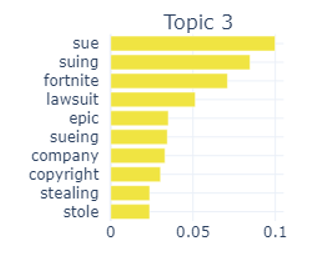 Topic 3
sue
suing
fortnite
lawsuit
epic
sueing
company
copyright
stealing
stole
0 0.05 0.1